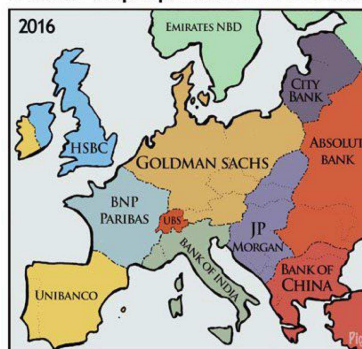 2016
EMIRATES NBD
CITY
BANK
HSBC
ABSOLUT
BANK
GOLDMAN SACHS
BNP
PARIBAS
UBS
JP
MORGAN
BANK OF INDIA
BANK OF
CHINA
UNIBANCO